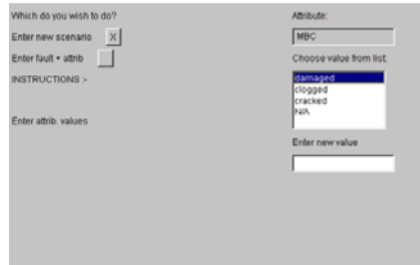 Which do you wish to do?
Enter new scenario X
Enter fault + attrib
INSTRUCTIONS >
Enter attrib. values
Attribute:
MBC
Choose value from list:
damaged
clogged
cracked
N/A
Enter new value